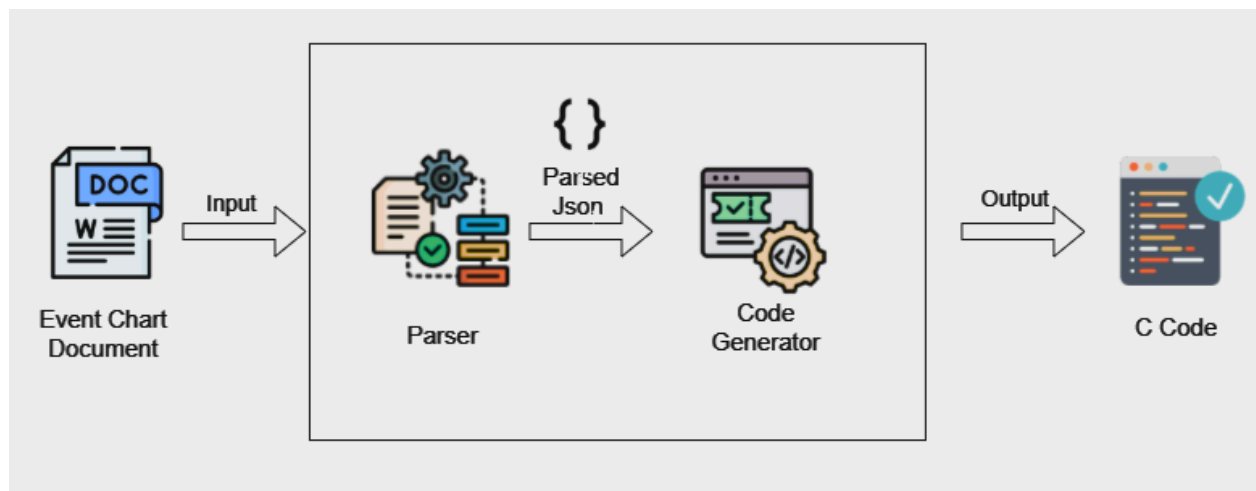 DOC
W
Event Chart
Document
Input
Parser
{ }
Parsed
Json
</>
Code
Generator
Output
C Code